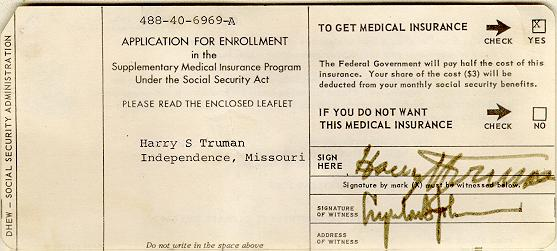 DHEW – SOCIAL SECURITY ADMINISTRATION
488-40-6969-A
APPLICATION FOR ENROLLMENT
in the
Supplementary Medical Insurance Program
Under the Social Security Act
PLEASE READ THE ENCLOSED LEAFLET
Harry S Truman
Independence, Missouri
Do not write in the space above
TO GET MEDICAL INSURANCE
CHECK
X
YES
The Federal Government will pay half the cost of this
insurance. Your share of the cost ($3) will be
deducted from your monthly social security benefits.
IF YOU DO NOT WANT
THIS MEDICAL INSURANCE
CHECK
NO
SIGN
HERE
Harry S Truman
Signature by mark (X) must be witnessed below.
SIGNATURE
OF WITNESS
ADDRESS
OF WITNESS